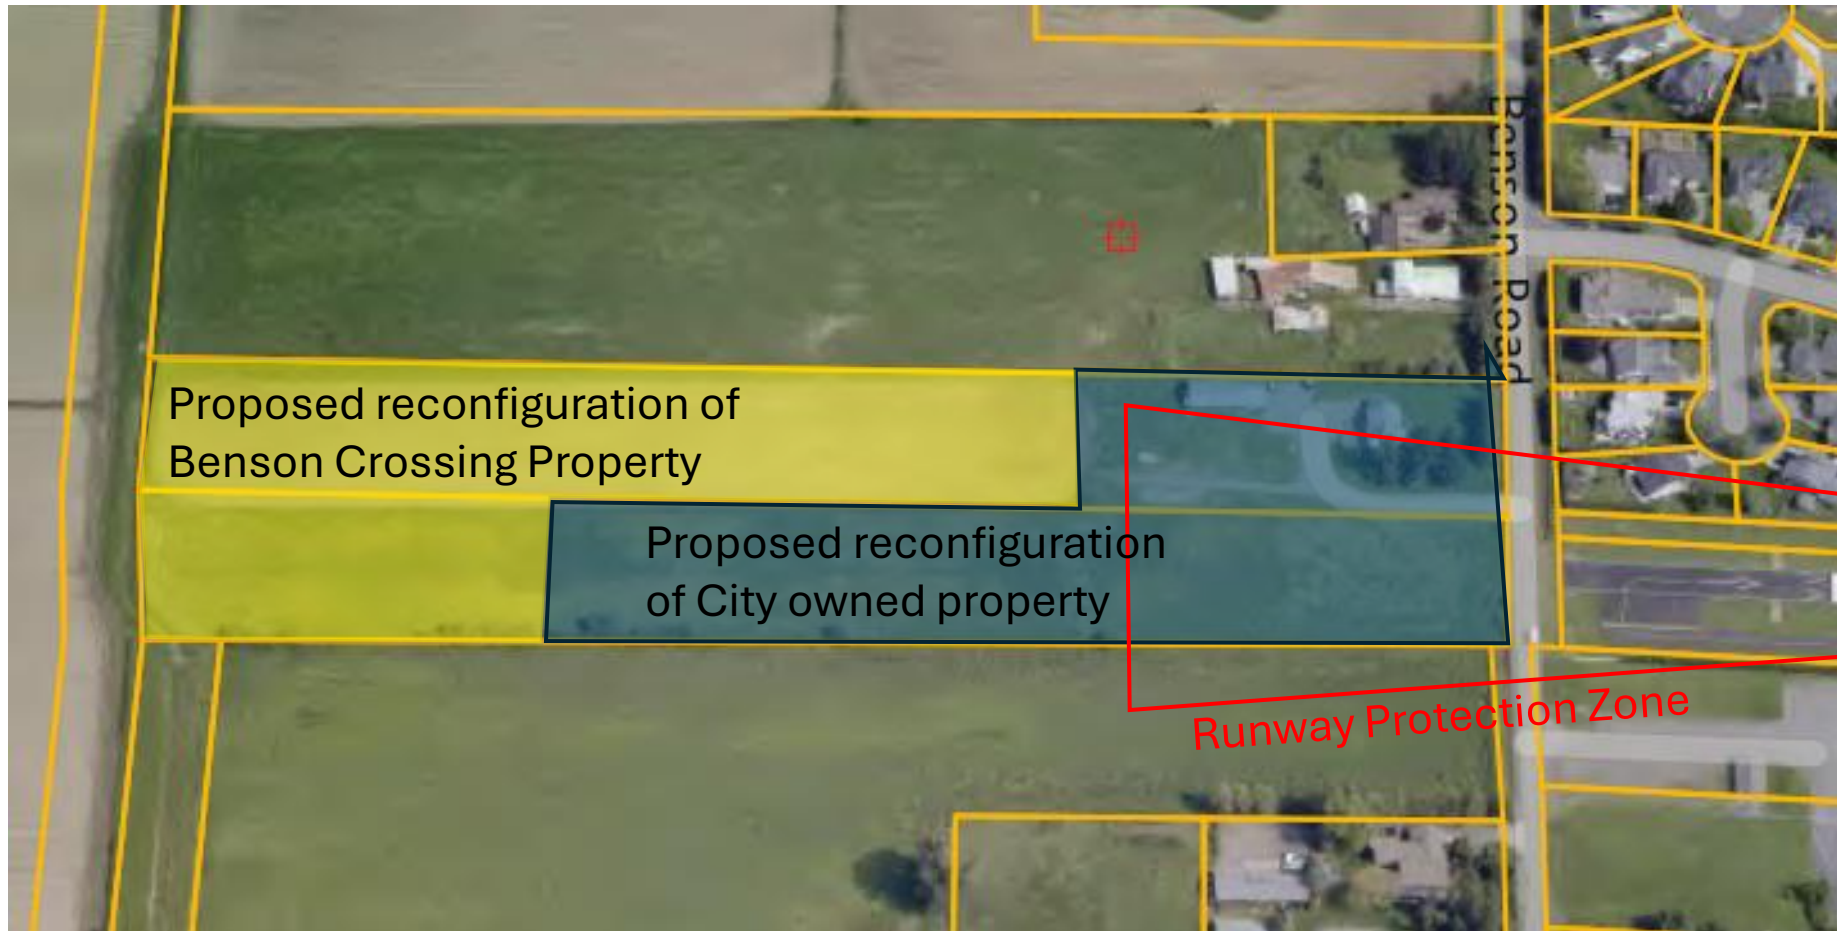 Benson Road
Proposed reconfiguration of
Benson Crossing Property
Proposed reconfiguration
of City owned property
Runway Protection Zone